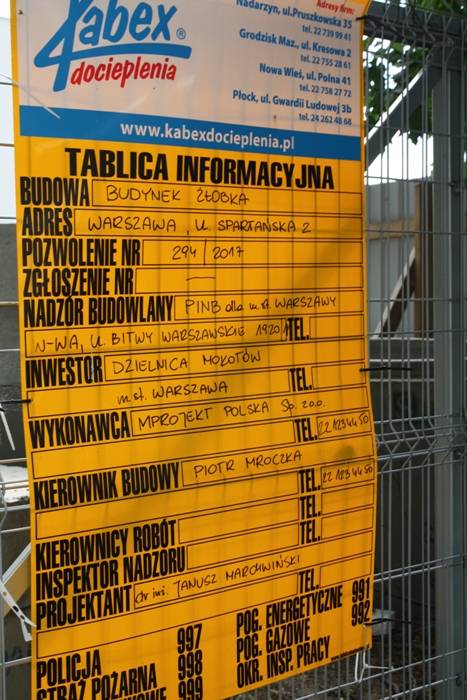 Kabex®
docieplenia
Adresy firm:
Nadarzyn, ul.Pruszkowska 35
tel. 22 739 99 41
Grodzisk Maz., ul. Kresowa 2
tel. 22 755 28 61
Nowa Wieś, ul. Polna 41
tel. 22 758 27 72
Płock, ul. Gwardii Ludowej 3b
tel. 24 262 48 68
www.kabexdocieplenia.pl
TABLICA INFORMACYJNA
BUDOWA BUDYNEK ŻŁOBKA
ADRES WARSZAWA, UL. SPARTAŃSKA 2
POZWOLENIE NR 294 / 2017
ZGŁOSZENIE NR —
NADZÓR BUDOWLANY PINB dla m.st. WARSZAWY
W-WA, UL. BITWY WARSZAWSKIEJ 1920 TEL.
INWESTOR DZIELNICA MOKOTÓW
m.st. WARSZAWA TEL.
WYKONAWCA MPROJEKT POLSKA Sp. z o.o.
TEL. 22 123 44 50
KIEROWNIK BUDOWY PIOTR MROCZKA
TEL. 22 123 44 50
TEL.
KIEROWNICY ROBÓT TEL.
INSPEKTOR NADZORU
PROJEKTANT dr inż. JANUSZ MARCHWIŃSKI
TEL.
POLICJA 997
STRAŻ POŻARNA 998
999
POG. ENERGETYCZNE 991
POG. GAZOWE 992
OKR. INSP. PRACY